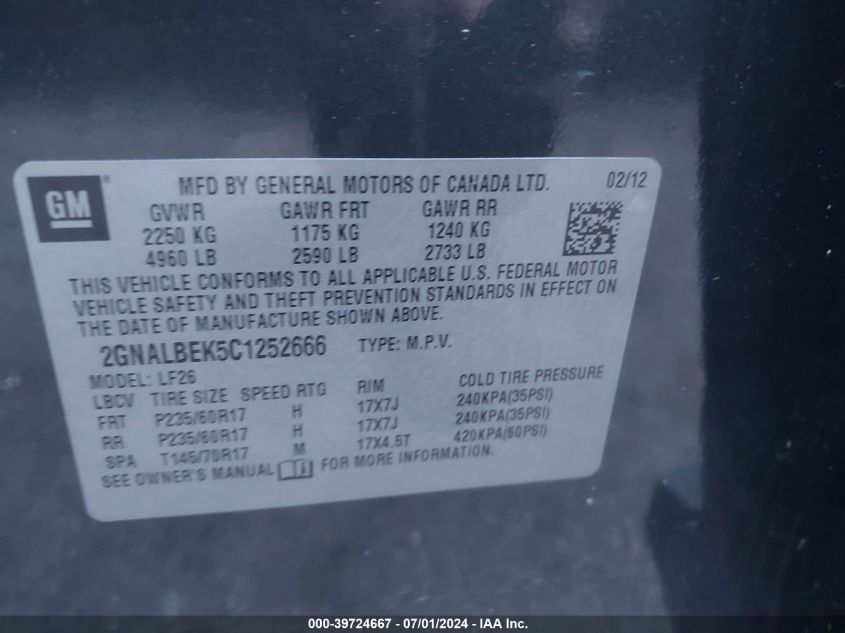 GM
MFD BY GENERAL MOTORS OF CANADA LTD. 02/12
GVWR GAWR FRT GAWR RR
2250 KG 1175 KG 1240 KG
4960 LB 2590 LB 2733 LB
THIS VEHICLE CONFORMS TO ALL APPLICABLE U.S. FEDERAL MOTOR
VEHICLE SAFETY AND THEFT PREVENTION STANDARDS IN EFFECT ON
THE DATE OF MANUFACTURE SHOWN ABOVE.
2GNALBEK5C1252666 TYPE: M.P.V.
MODEL: LF26
LBCV TIRE SIZE SPEED RTG RIM COLD TIRE PRESSURE
FRT P235/60R17 H 17X7J 240KPA(35PSI)
RR P235/60R17 H 17X7J 240KPA(35PSI)
SPA T145/70R17 M 17X4.5T 420KPA(60PSI)
SEE OWNER'S MANUAL FOR MORE INFORMATION.
000-39724667 - 07/01/2024 - IAA Inc.